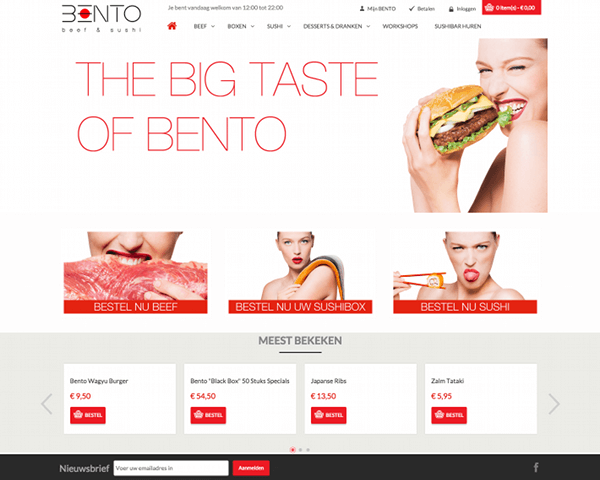 BENTO
beef & sushi
Je bent vandaag welkom van 12:00 tot 22:00
Mijn BENTO
Betalen
Inloggen
0 item(s) - € 0,00
BEEF
BOXEN
SUSHI
DESSERTS & DRANKEN
WORKSHOPS
SUSHIBAR HUREN
THE BIG TASTE
OF BENTO
BESTEL NU BEEF
BESTEL NU UW SUSHIBOX
BESTEL NU SUSHI
MEEST BEKEKEN
Bento Wagyu Burger
€ 9,50
BESTEL
Bento "Black Box" 50 Stuks Specials
€ 54,50
BESTEL
Japanse Ribs
€ 13,50
BESTEL
Zalm Tataki
€ 5,95
BESTEL
Nieuwsbrief
Voer uw emailadres in
Aanmelden
f